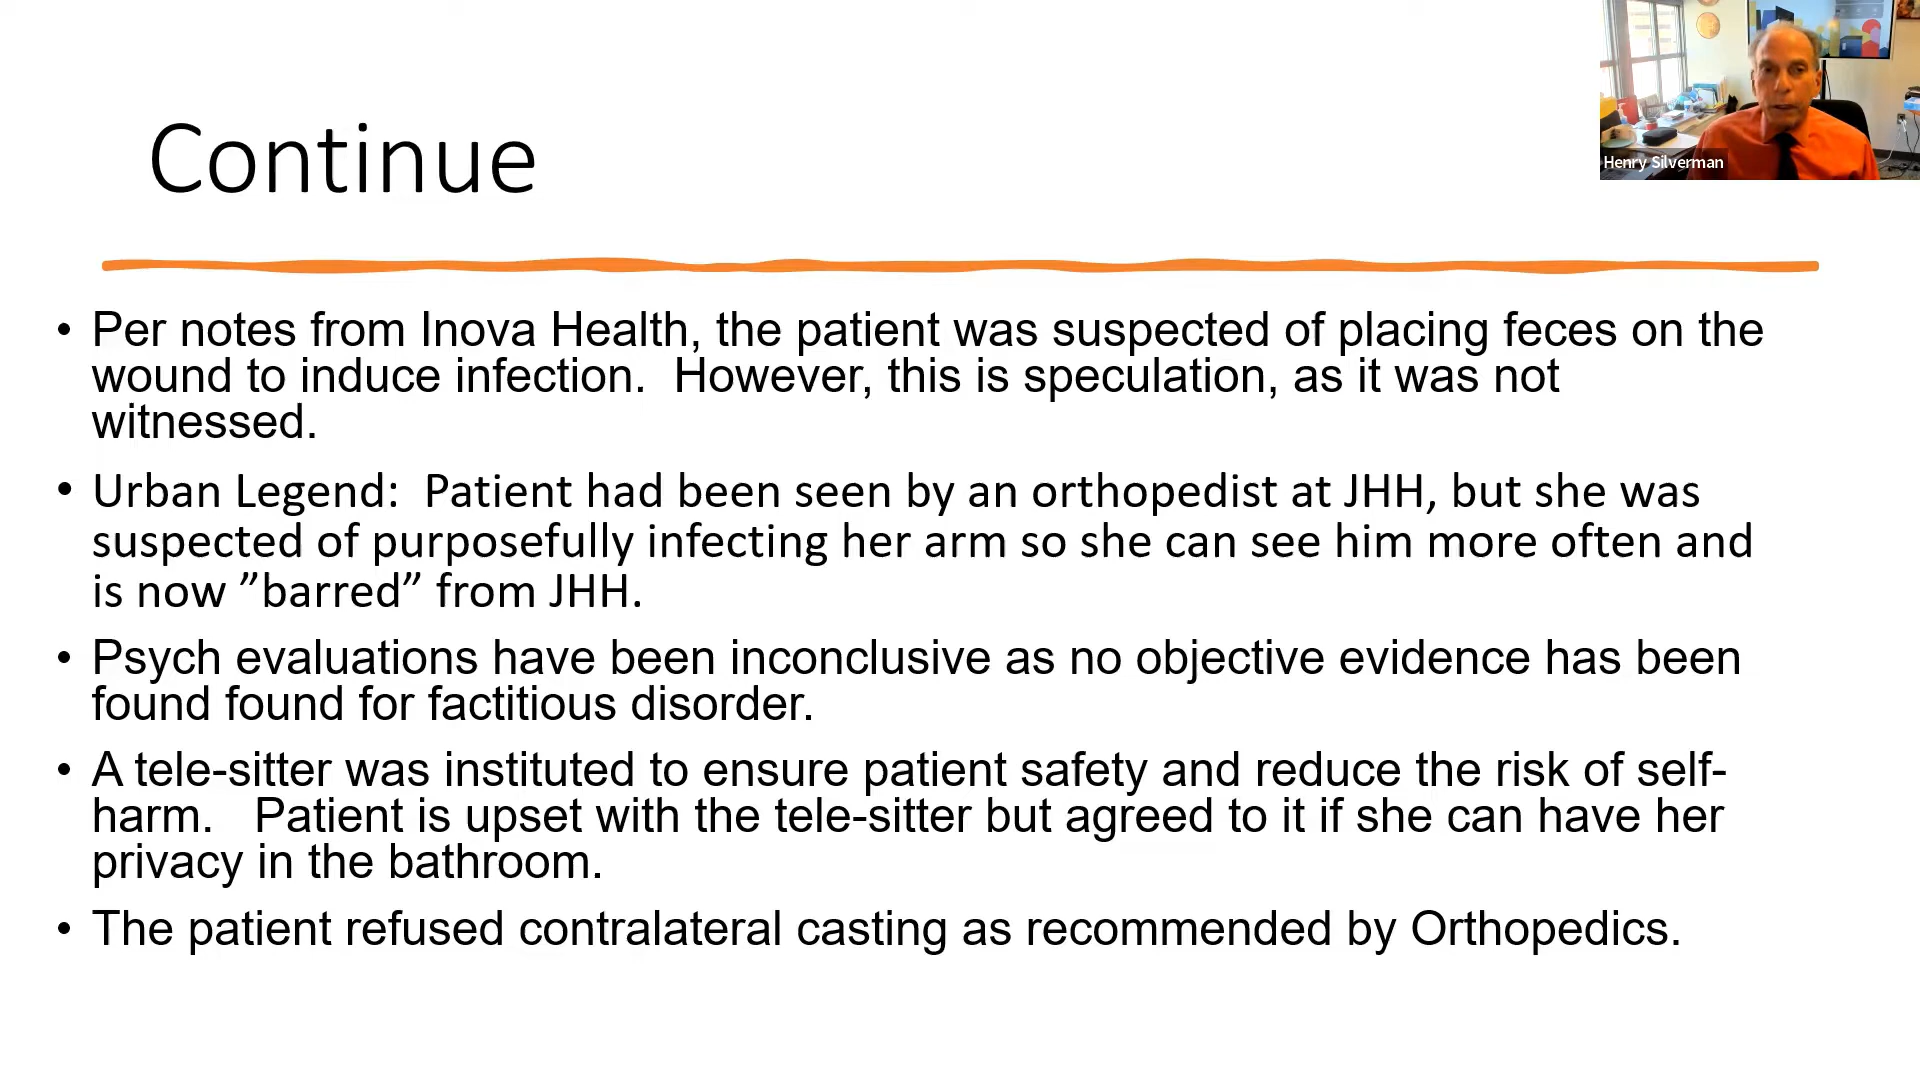 Henry Silverman
Continue
• Per notes from Inova Health, the patient was suspected of placing feces on the
wound to induce infection.  However, this is speculation, as it was not
witnessed.
• Urban Legend:  Patient had been seen by an orthopedist at JHH, but she was
suspected of purposefully infecting her arm so she can see him more often and
is now ”barred” from JHH.
• Psych evaluations have been inconclusive as no objective evidence has been
found found for factitious disorder.
• A tele-sitter was instituted to ensure patient safety and reduce the risk of self-
harm.   Patient is upset with the tele-sitter but agreed to it if she can have her
privacy in the bathroom.
• The patient refused contralateral casting as recommended by Orthopedics.